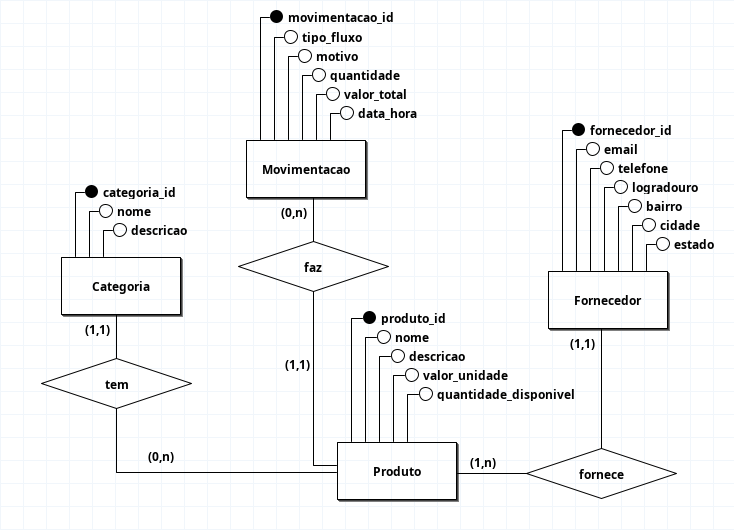 movimentacao_id
tipo_fluxo
motivo
quantidade
valor_total
data_hora
Movimentacao
(0,n)
faz
(1,1)
categoria_id
nome
descricao
Categoria
(1,1)
tem
(0,n)
fornecedor_id
email
telefone
logradouro
bairro
cidade
estado
Fornecedor
(1,1)
fornece
(1,n)
produto_id
nome
descricao
valor_unidade
quantidade_disponivel
Produto